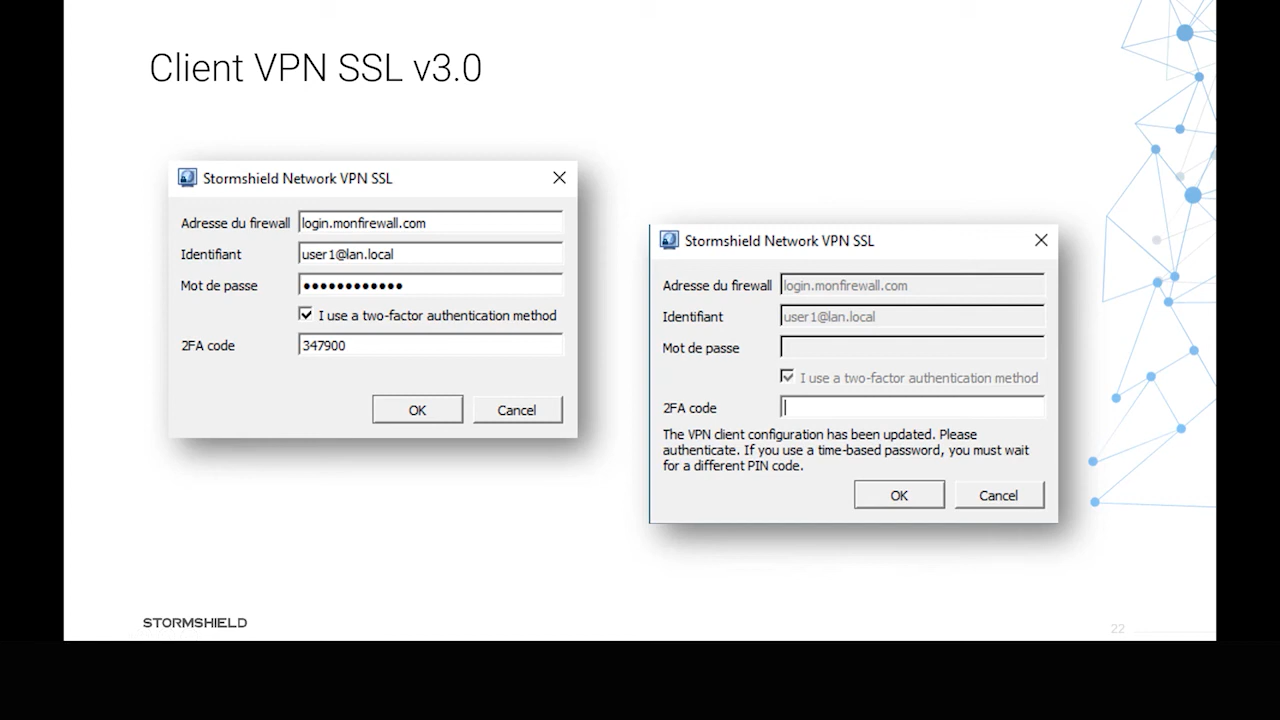 Client VPN SSL v3.0
Stormshield Network VPN SSL
Adresse du firewall login.monfirewall.com
Identifiant user1@lan.local
Mot de passe ●●●●●●●●●●●●
I use a two-factor authentication method
2FA code 347900
OK Cancel
Stormshield Network VPN SSL
Adresse du firewall login.monfirewall.com
Identifiant user1@lan.local
Mot de passe
I use a two-factor authentication method
2FA code
The VPN client configuration has been updated. Please
authenticate. If you use a time-based password, you must wait
for a different PIN code.
OK Cancel
STORMSHIELD
22